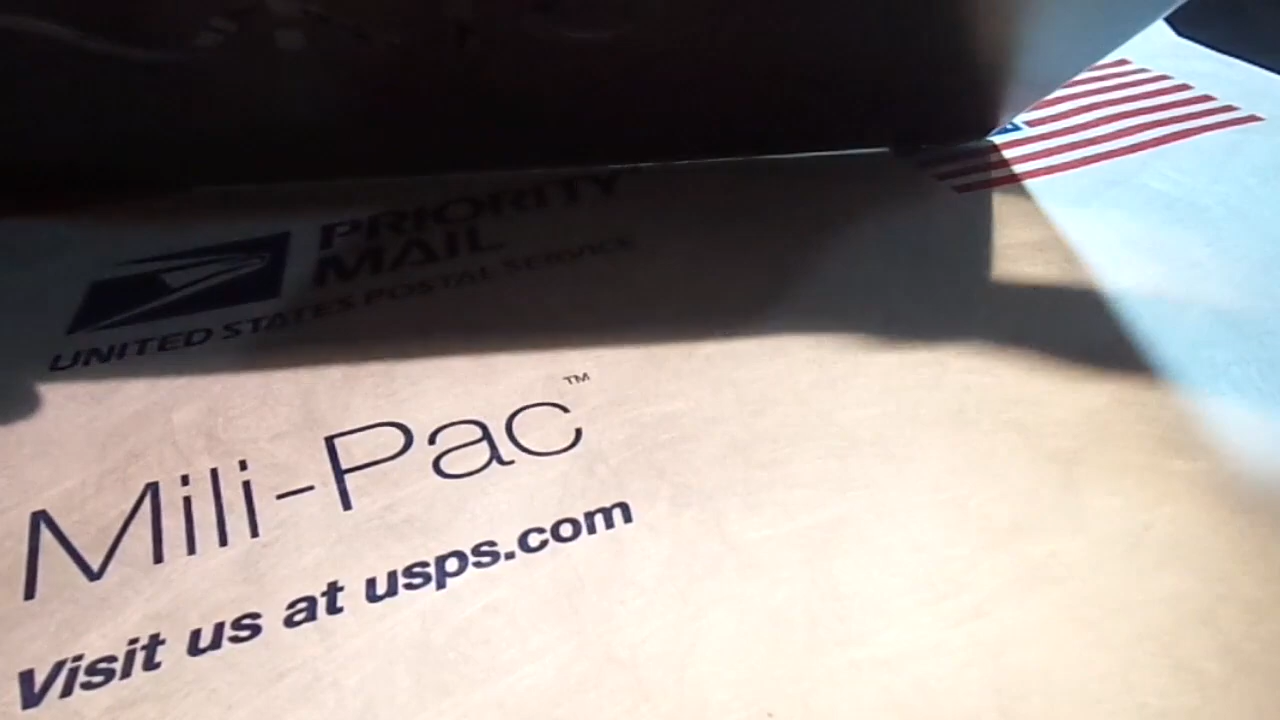 PRIORITY
MAIL
UNITED STATES POSTAL SERVICE
Mili-Pac™
Visit us at usps.com